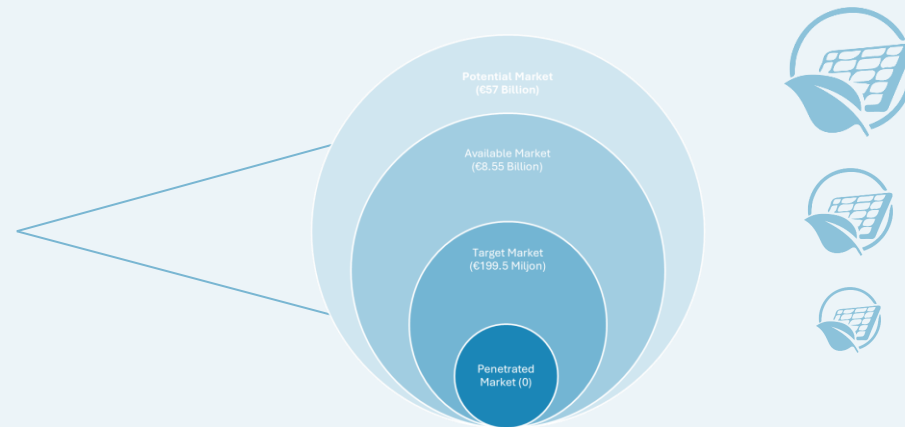 Potential Market
(€57 Billion)
Available Market
(€8.55 Billion)
Target Market
(€199.5 Miljon)
Penetrated
Market (0)